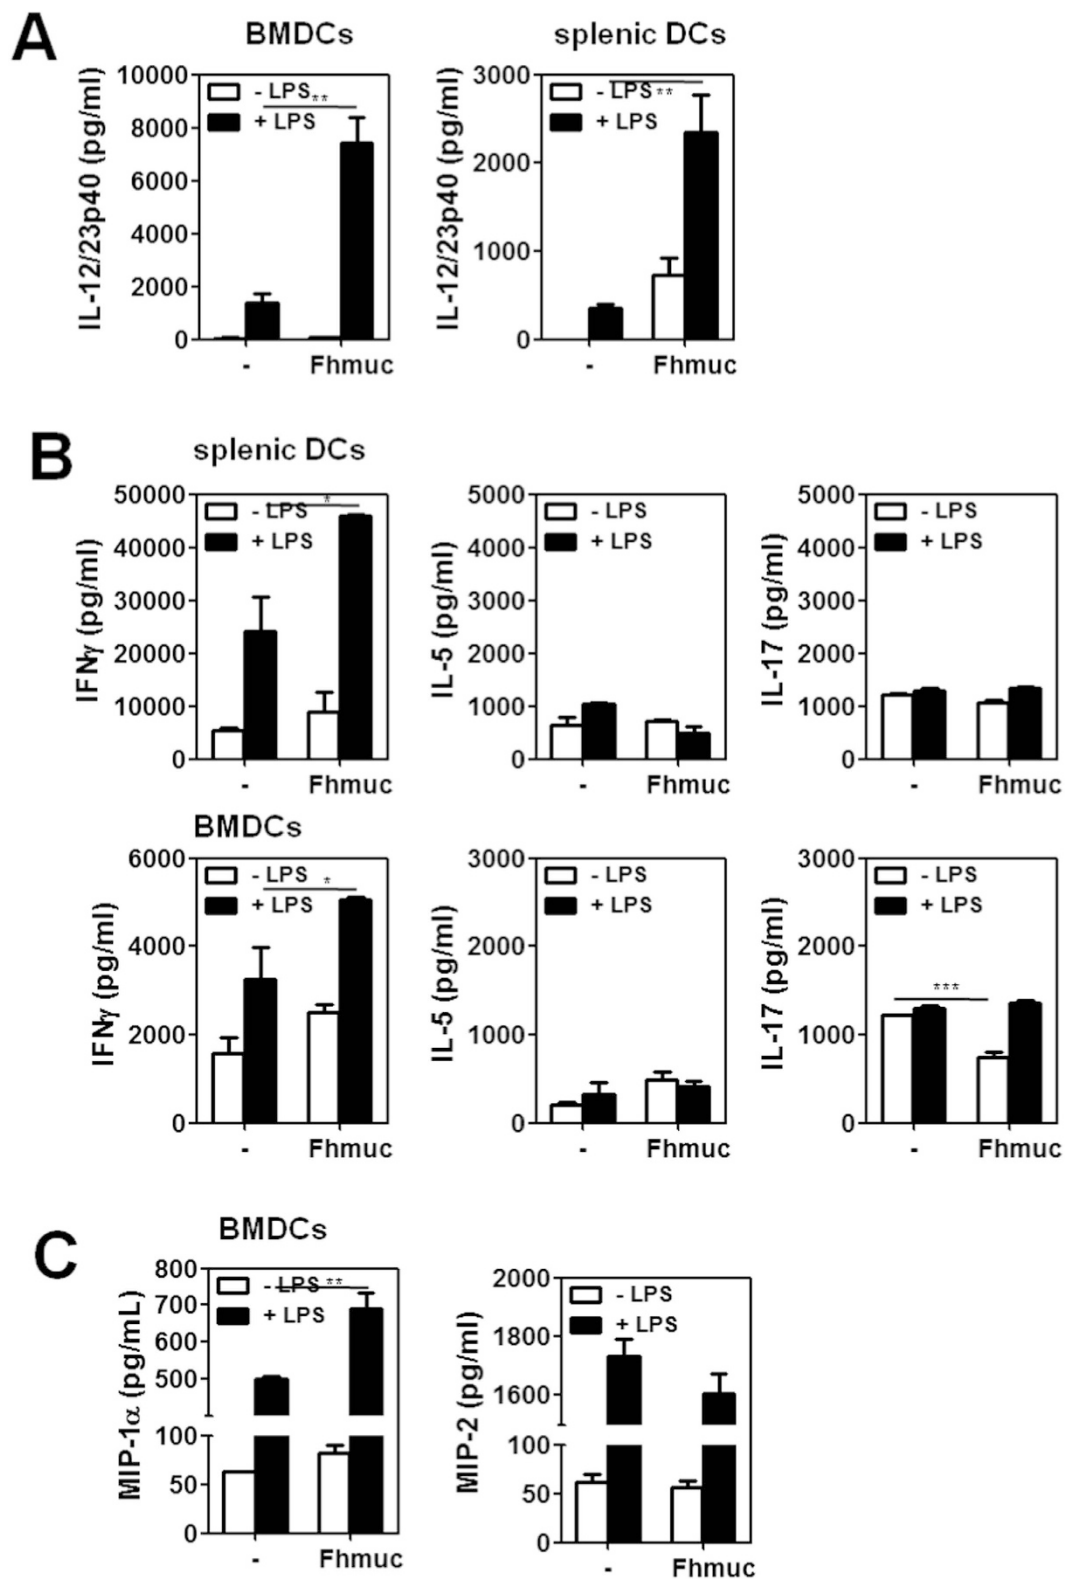 A
BMDCs
splenic DCs
IL-12/23p40 (pg/ml)
10000
8000
6000
4000
2000
0
- LPS
**
+ LPS
-
Fhmuc
IL-12/23p40 (pg/ml)
3000
2000
1000
0
- LPS
**
+ LPS
-
Fhmuc
B
splenic DCs
IFNγ (pg/ml)
50000
40000
30000
20000
10000
0
- LPS
*
+ LPS
-
Fhmuc
IL-5 (pg/ml)
5000
4000
3000
2000
1000
0
- LPS
+ LPS
-
Fhmuc
IL-17 (pg/ml)
5000
4000
3000
2000
1000
0
- LPS
+ LPS
-
Fhmuc
BMDCs
IFNγ (pg/ml)
6000
4000
2000
0
- LPS
*
+ LPS
-
Fhmuc
IL-5 (pg/ml)
3000
2000
1000
0
- LPS
+ LPS
-
Fhmuc
IL-17 (pg/ml)
3000
2000
1000
0
- LPS
+ LPS
***
-
Fhmuc
C
BMDCs
MIP-1α (pg/mL)
800
700
600
500
100
50
0
- LPS
**
+ LPS
-
Fhmuc
MIP-2 (pg/ml)
2000
1800
1600
100
50
0
- LPS
+ LPS
-
Fhmuc